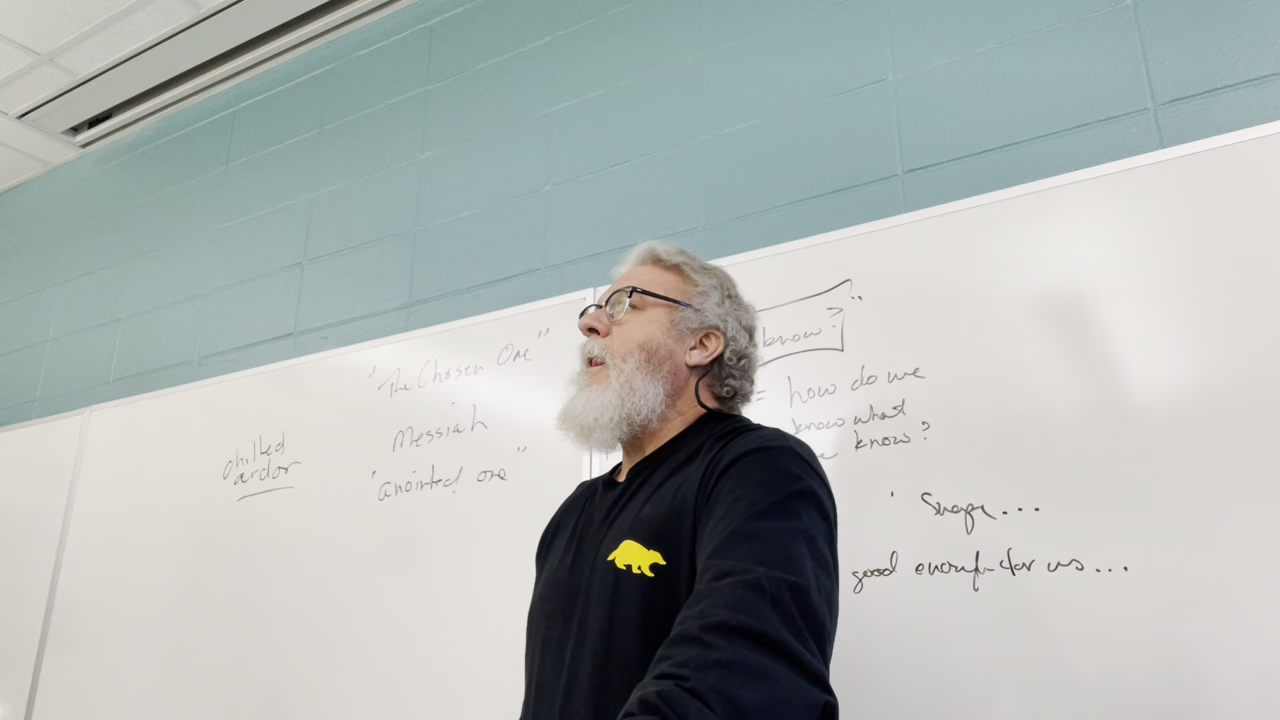 chilled
ardor
"The Chosen One"
Messiah
"anointed one"
know?"
= how do we
know what
know?
Snape...
good enough for us...